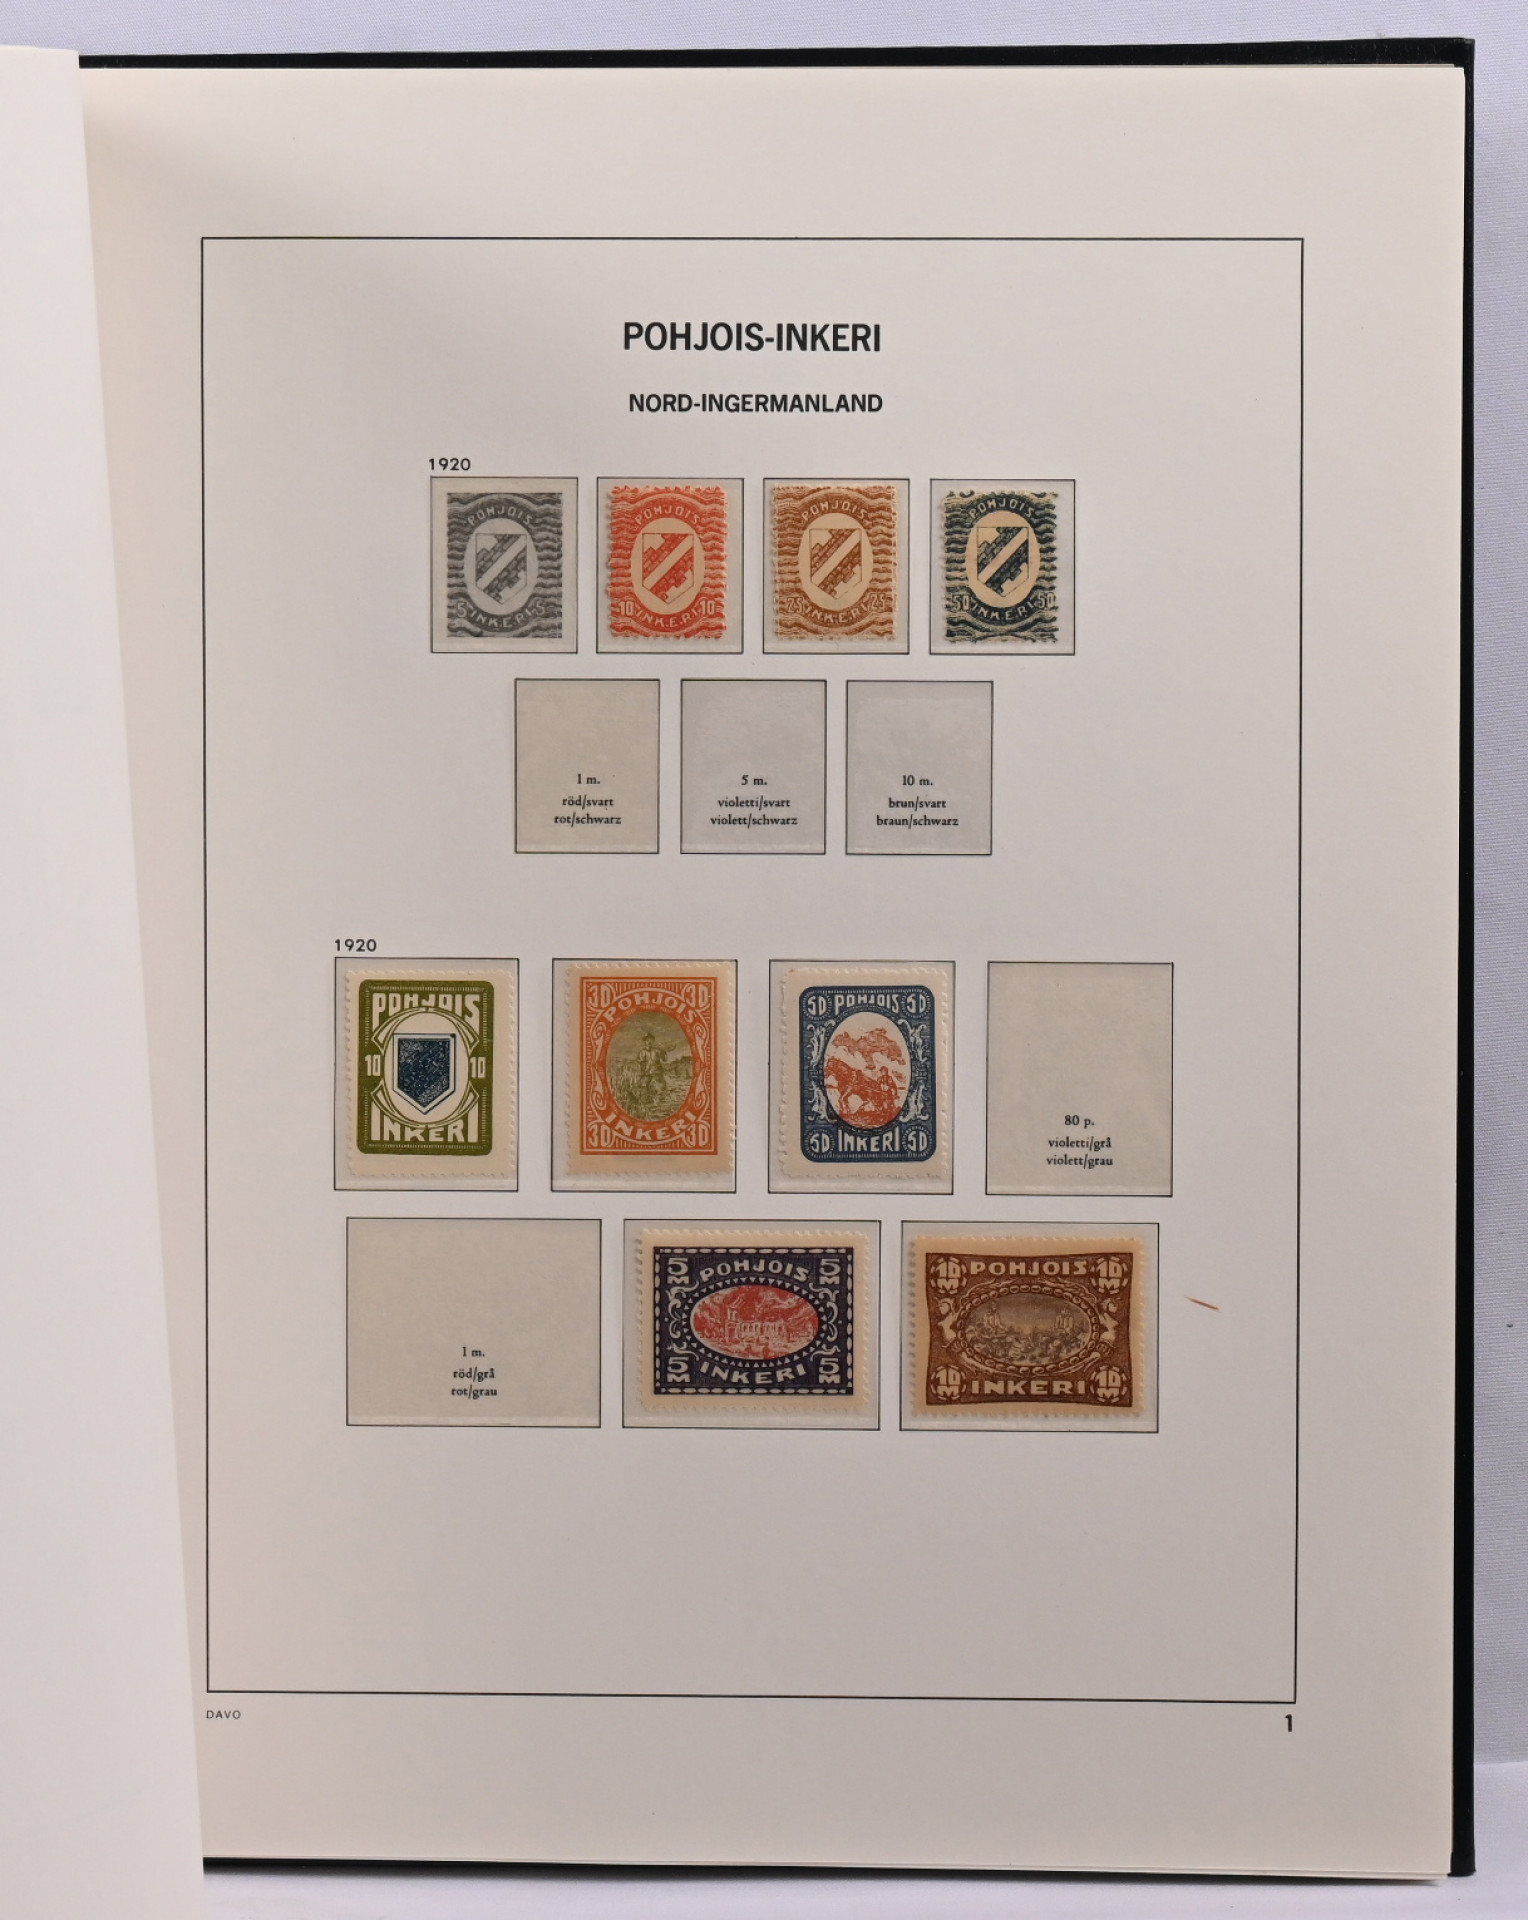 POHJOIS-INKERI
NORD-INGERMANLAND
1920
POHJOIS
5 5
INKERI
POHJOIS
10 10
INKERI
POHJOIS
25 25
INKERI
POHJOIS
50 50
INKERI
1 m.
röd/svart
rot/schwarz
5 m.
violetti/svart
violett/schwarz
10 m.
brun/svart
braun/schwarz
1920
POHJOIS
10 10
INKERI
30 30
POHJOIS
INKERI
30 30
50 POHJOIS 50
50 INKERI 50
80 p.
violetti/grå
violett/grau
1 m.
röd/grå
rot/grau
5 M POHJOIS 5 M
5 M INKERI 5 M
10 M POHJOIS 10 M
10 M INKERI 10 M
DAVO
1